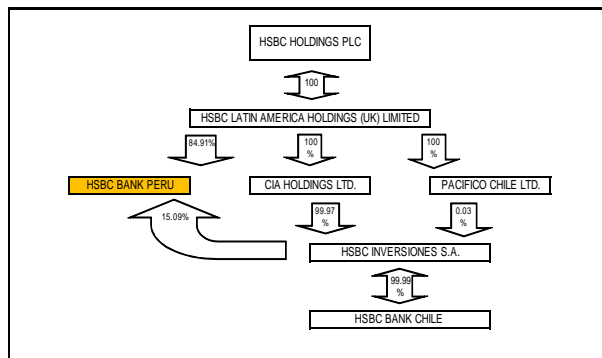 HSBC HOLDINGS PLC
100
HSBC LATIN AMERICA HOLDINGS (UK) LIMITED
84.91%
100
%
100
%
HSBC BANK PERU
CIA HOLDINGS LTD.
PACIFICO CHILE LTD.
15.09%
99.97
%
0.03
%
HSBC INVERSIONES S.A.
99.99
%
HSBC BANK CHILE